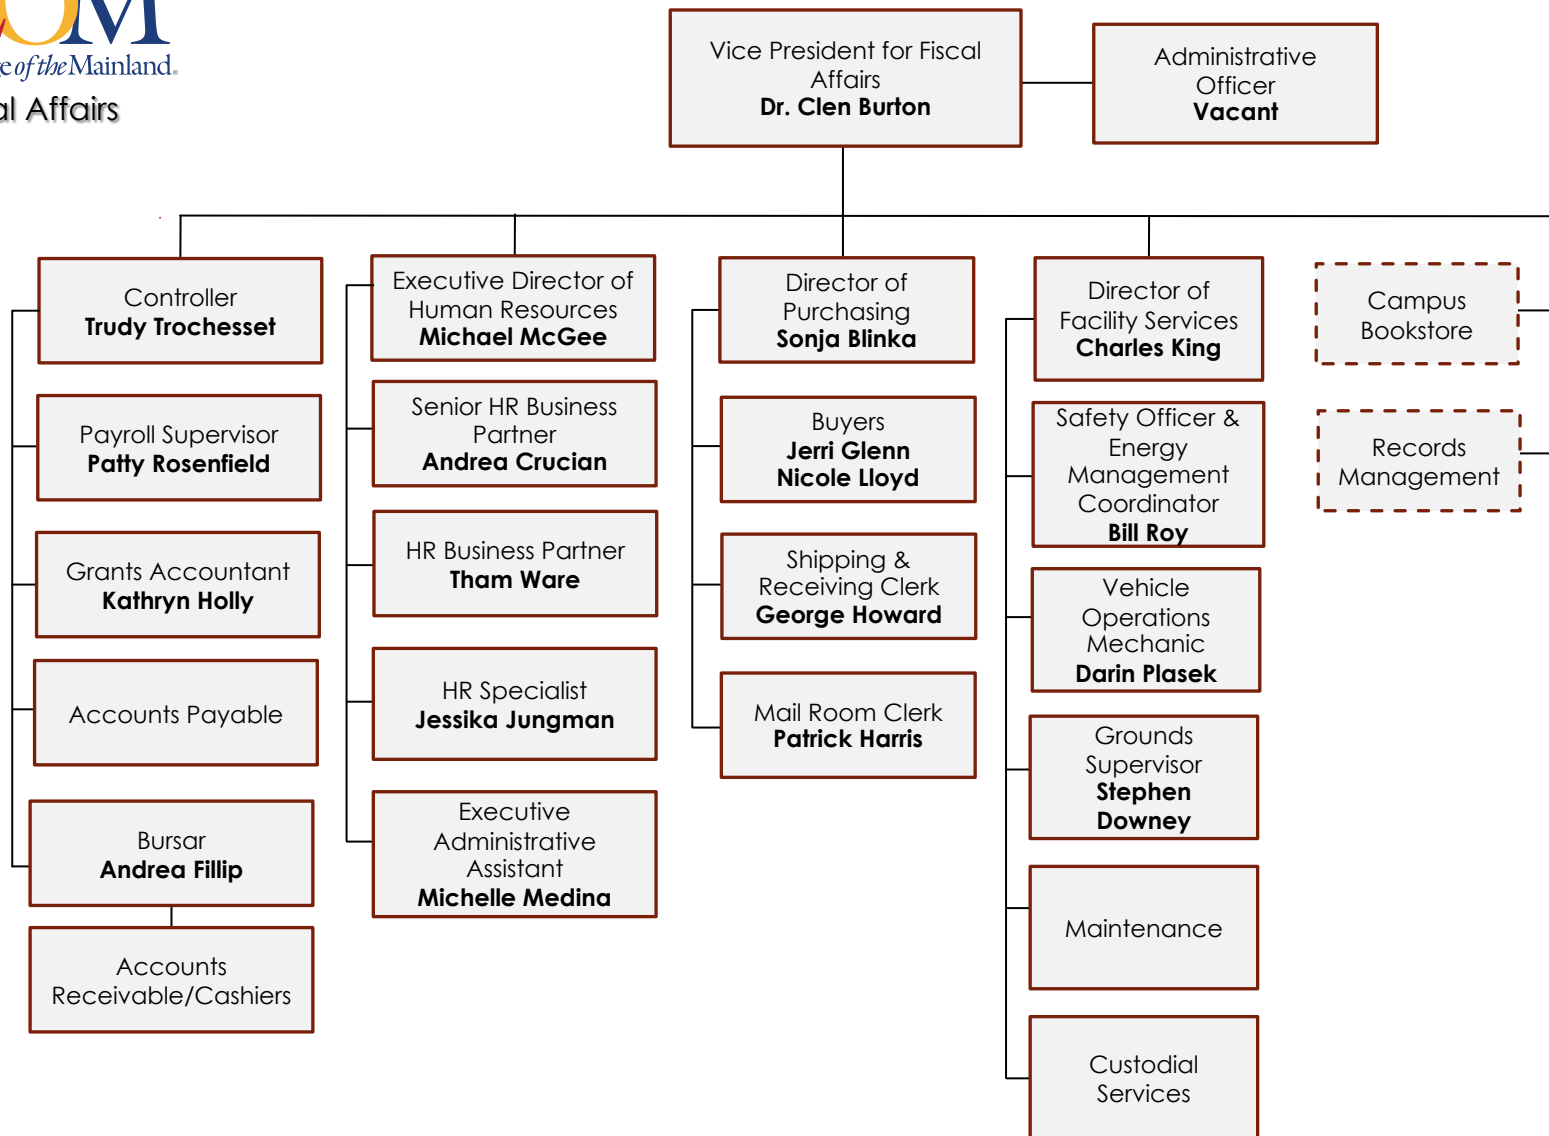 COM
of the Mainland®
Affairs
Vice President for Fiscal
Affairs
Dr. Clen Burton
Administrative
Officer
Vacant
Controller
Trudy Trochesset
Payroll Supervisor
Patty Rosenfield
Grants Accountant
Kathryn Holly
Accounts Payable
Bursar
Andrea Fillip
Accounts
Receivable/Cashiers
Executive Director of
Human Resources
Michael McGee
Senior HR Business
Partner
Andrea Crucian
HR Business Partner
Tham Ware
HR Specialist
Jessika Jungman
Executive
Administrative
Assistant
Michelle Medina
Director of
Purchasing
Sonja Blinka
Buyers
Jerri Glenn
Nicole Lloyd
Shipping &
Receiving Clerk
George Howard
Mail Room Clerk
Patrick Harris
Director of
Facility Services
Charles King
Safety Officer &
Energy
Management
Coordinator
Bill Roy
Vehicle
Operations
Mechanic
Darin Plasek
Grounds
Supervisor
Stephen
Downey
Maintenance
Custodial
Services
Campus
Bookstore
Records
Management